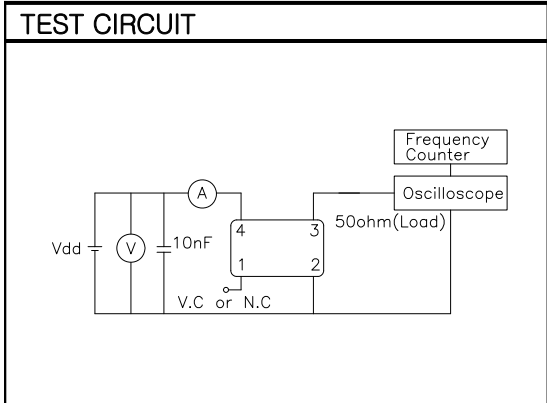 TEST CIRCUIT
Frequency
Counter
A
Oscilloscope
4
3
50ohm(Load)
Vdd
V
10nF
1
2
V.C or N.C